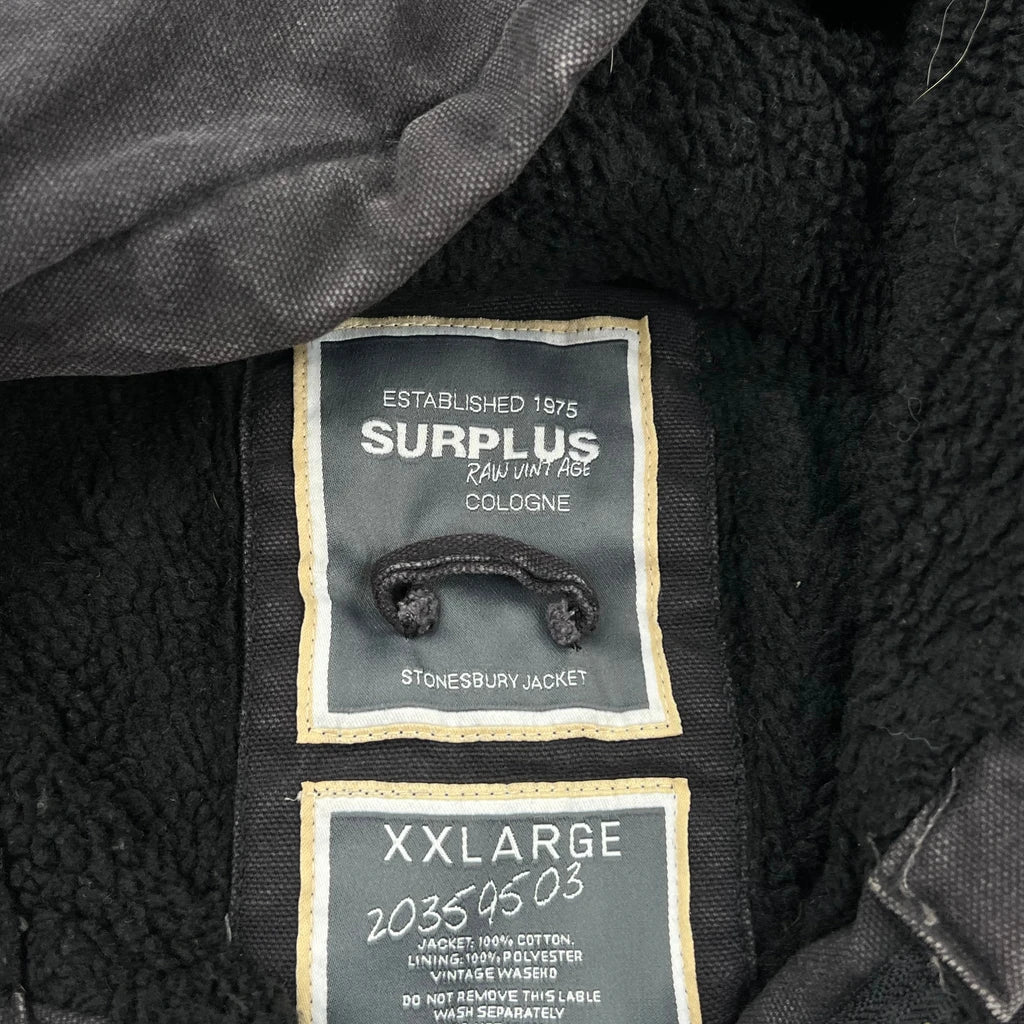 ESTABLISHED 1975
SURPLUS
RAW VINTAGE
COLOGNE
STONESBURY JACKET
XXLARGE
20359503
JACKET: 100% COTTON.
LINING: 100% POLYESTER
VINTAGE WASEHD
DO NOT REMOVE THIS LABLE
WASH SEPARATELY